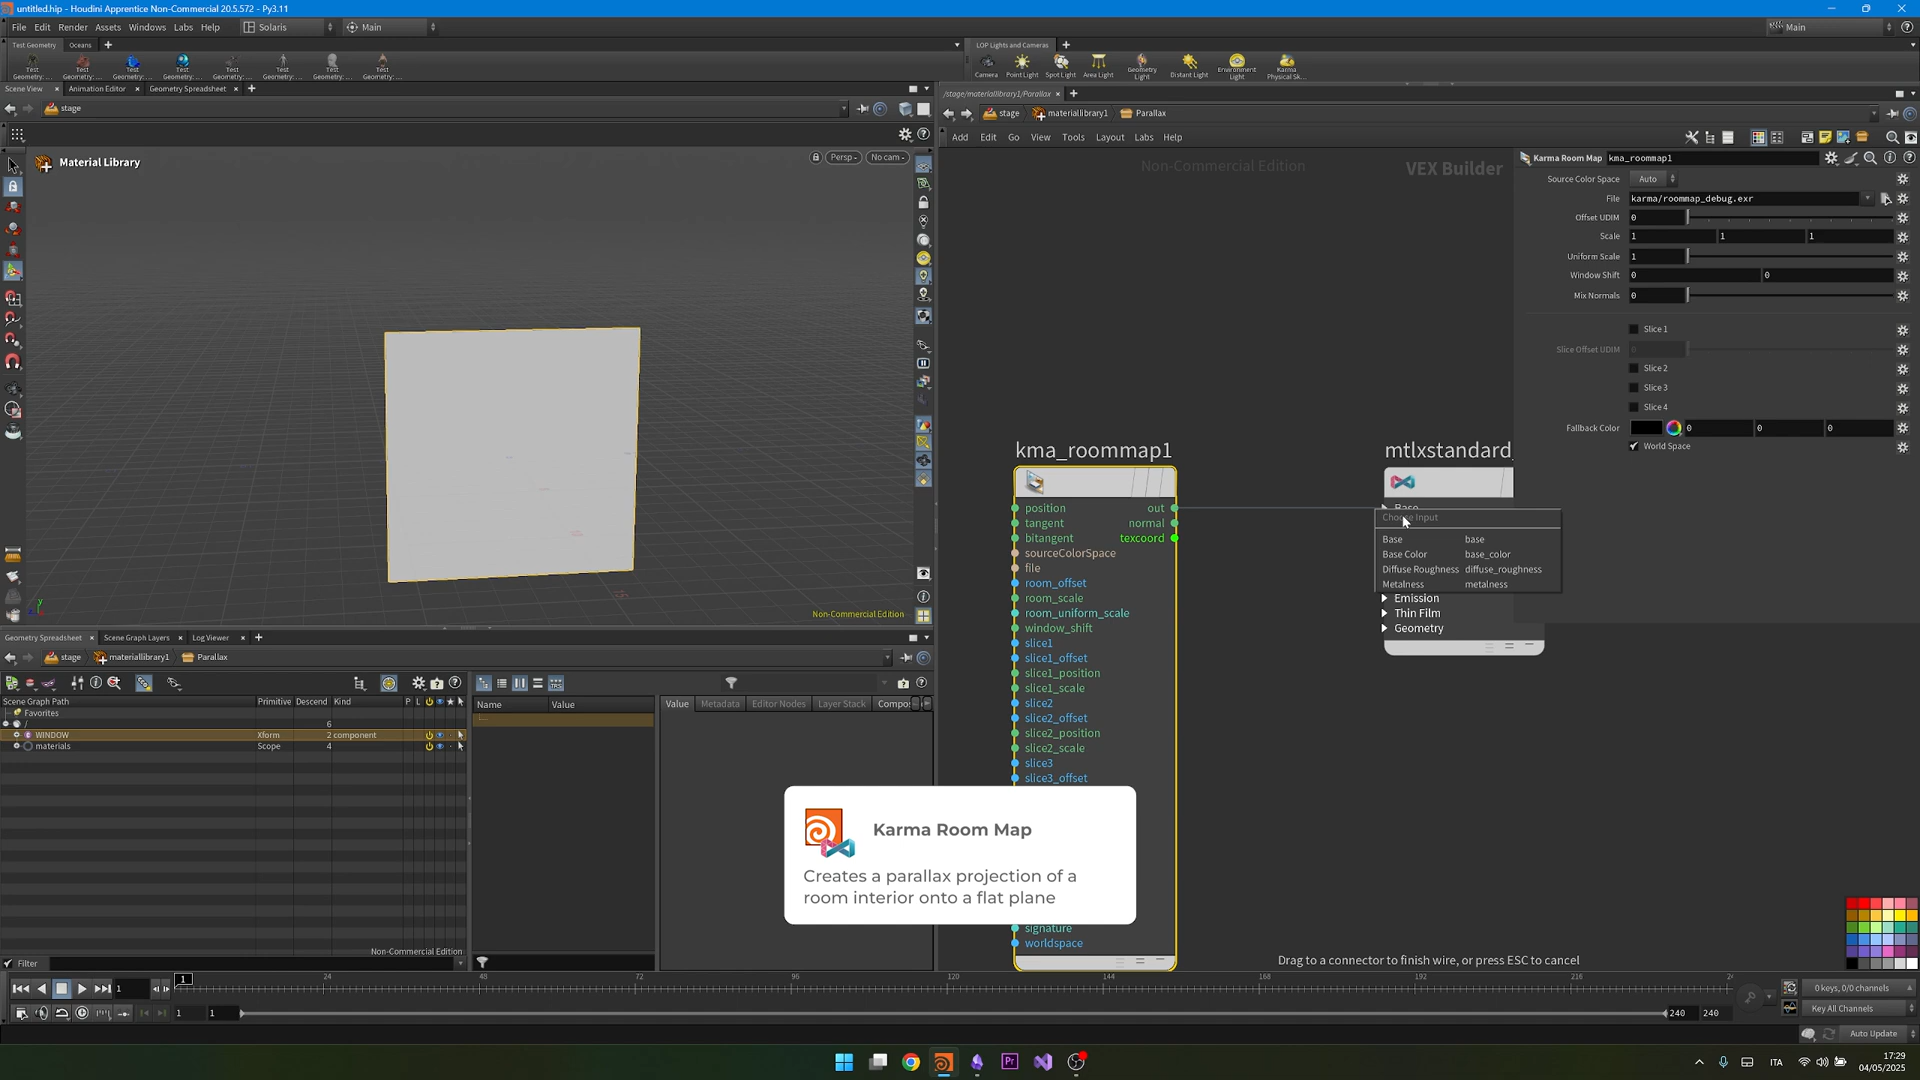 untitled.hip - Houdini Apprentice Non-Commercial 20.5.572 - Py3.11
File Edit Render Assets Windows Labs Help Solaris Main Main
Test Geometry Oceans
LOP Lights and Cameras
Test Geometry: ... Test Geometry: ... Test Geometry: ... Test Geometry: ... Test Geometry: ... Test Geometry: ... Test Geometry: ... Test Geometry: ...
Camera Point Light Spot Light Area Light Geometry Light Distant Light Environment Light Karma Physical Sk...
Scene View Animation Editor Geometry Spreadsheet
/stage/materiallibrary1/Parallax
stage
stage materiallibrary1 Parallax
Add Edit Go View Tools Layout Labs Help
Material Library
Persp No cam
Non-Commercial Edition
VEX Builder
Karma Room Map kma_roommap1
Source Color Space Auto
File karma/roommap_debug.exr
Offset UDIM 0
Scale 1 1 1
Uniform Scale 1
Window Shift 0 0
Mix Normals 0
Slice 1
Slice Offset UDIM
Slice 2
Slice 3
Slice 4
Fallback Color 0 0 0
World Space
kma_roommap1
position out
tangent normal
bitangent texcoord
sourceColorSpace
file
room_offset
room_scale
room_uniform_scale
window_shift
slice1
slice1_offset
slice1_position
slice1_scale
slice2
slice2_offset
slice2_position
slice2_scale
slice3
slice3_offset
signature
worldspace
mtlxstandard_
Base
Choose Input
Base base
Base Color base_color
Diffuse Roughness diffuse_roughness
Metalness metalness
Emission
Thin Film
Geometry
Non-Commercial Edition
Geometry Spreadsheet Scene Graph Layers Log Viewer
stage materiallibrary1 Parallax
Scene Graph Path Primitive Descend Kind P L
Favorites
/ 6
WINDOW Xform 2 component
materials Scope 4
Name Value
Value Metadata Editor Nodes Layer Stack Compos
Non-Commercial Edition
Filter
Karma Room Map
Creates a parallax projection of a
room interior onto a flat plane
Drag to a connector to finish wire, or press ESC to cancel
1
1
24 48 72 96 120 144 168 192 216
1 1 240 240
0 keys, 0/0 channels
Key All Channels
Auto Update
ITA
17:29
04/05/2025